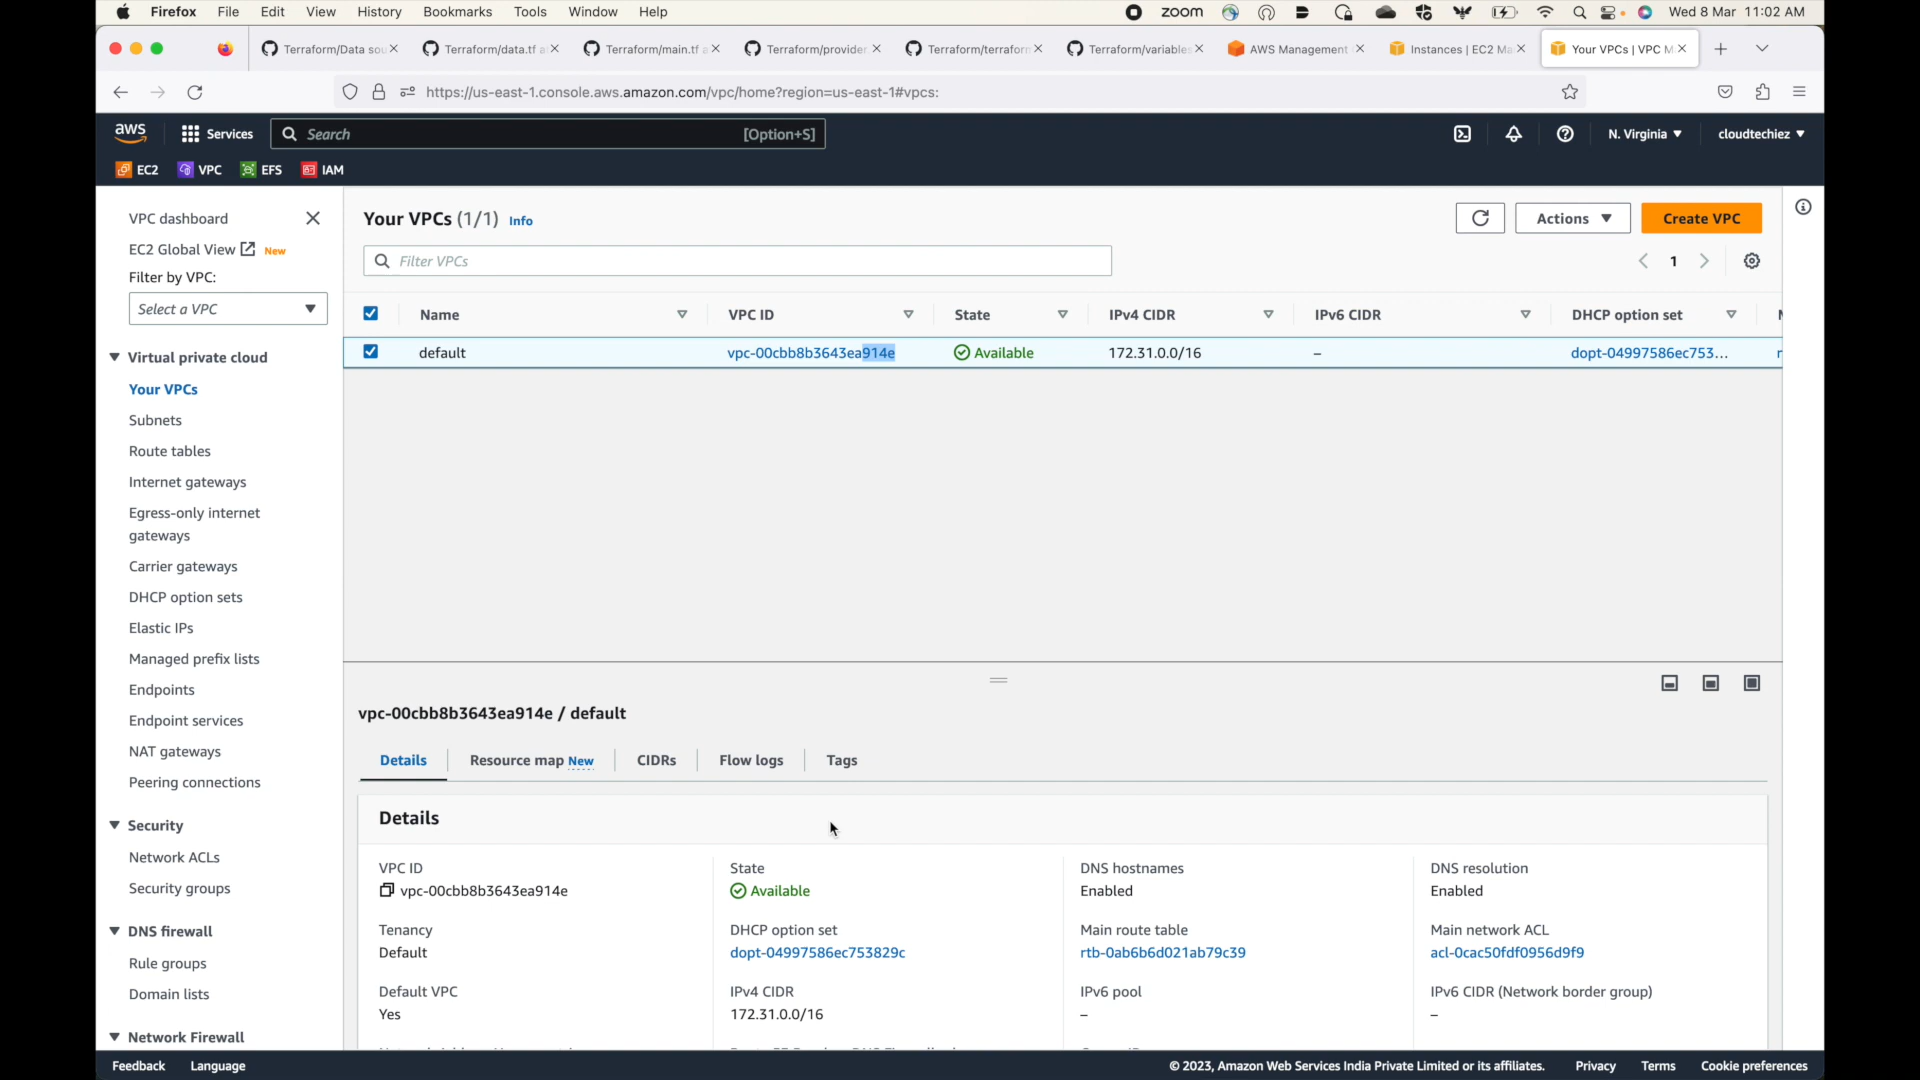 Firefox File Edit View History Bookmarks Tools Window Help zoom Wed 8 Mar 11:02 AM
Terraform/Data sou Terraform/data.tf a Terraform/main.tf a Terraform/provider Terraform/terraform Terraform/variables AWS Management Instances | EC2 Ma Your VPCs | VPC M
https://us-east-1.console.aws.amazon.com/vpc/home?region=us-east-1#vpcs:
aws Services Search [Option+S] N. Virginia cloudtechiez
EC2 VPC EFS IAM
VPC dashboard
EC2 Global View New
Filter by VPC:
Select a VPC
Virtual private cloud
Your VPCs
Subnets
Route tables
Internet gateways
Egress-only internet
gateways
Carrier gateways
DHCP option sets
Elastic IPs
Managed prefix lists
Endpoints
Endpoint services
NAT gateways
Peering connections
Security
Network ACLs
Security groups
DNS firewall
Rule groups
Domain lists
Network Firewall
Your VPCs (1/1) Info
Actions Create VPC
Filter VPCs
1
Name VPC ID State IPv4 CIDR IPv6 CIDR DHCP option set
default vpc-00cbb8b3643ea914e Available 172.31.0.0/16 – dopt-04997586ec753...
vpc-00cbb8b3643ea914e / default
Details Resource map New CIDRs Flow logs Tags
Details
VPC ID State DNS hostnames DNS resolution
vpc-00cbb8b3643ea914e Available Enabled Enabled
Tenancy DHCP option set Main route table Main network ACL
Default dopt-04997586ec753829c rtb-0ab6b6d021ab79c39 acl-0cac50fdf0956d9f9
Default VPC IPv4 CIDR IPv6 pool IPv6 CIDR (Network border group)
Yes 172.31.0.0/16 – –
Feedback Language © 2023, Amazon Web Services India Private Limited or its affiliates. Privacy Terms Cookie preferences